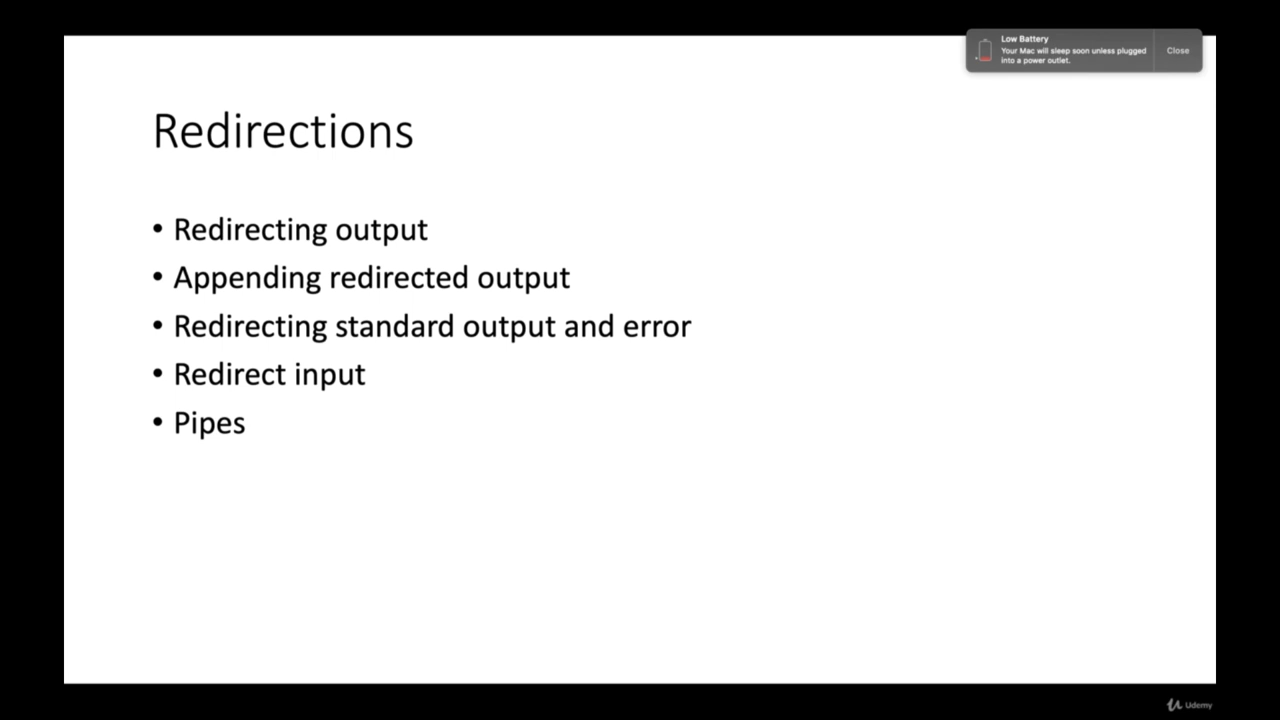 Low Battery
Your Mac will sleep soon unless plugged
into a power outlet.
Close
Redirections
• Redirecting output
• Appending redirected output
• Redirecting standard output and error
• Redirect input
• Pipes
Udemy